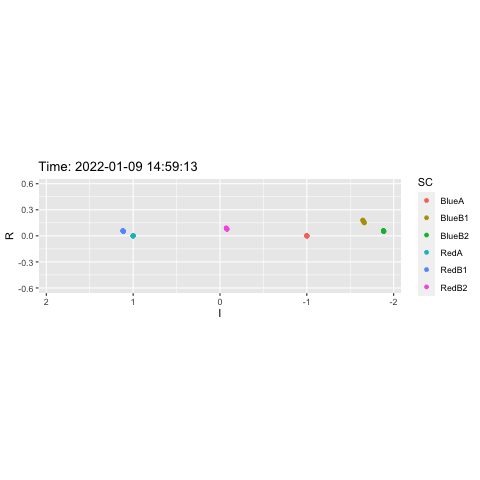 Time: 2022-01-09 14:59:13
SC
BlueA
BlueB1
BlueB2
RedA
RedB1
RedB2
R
0.6
0.3
0.0
-0.3
-0.6
2
1
0
-1
-2
I